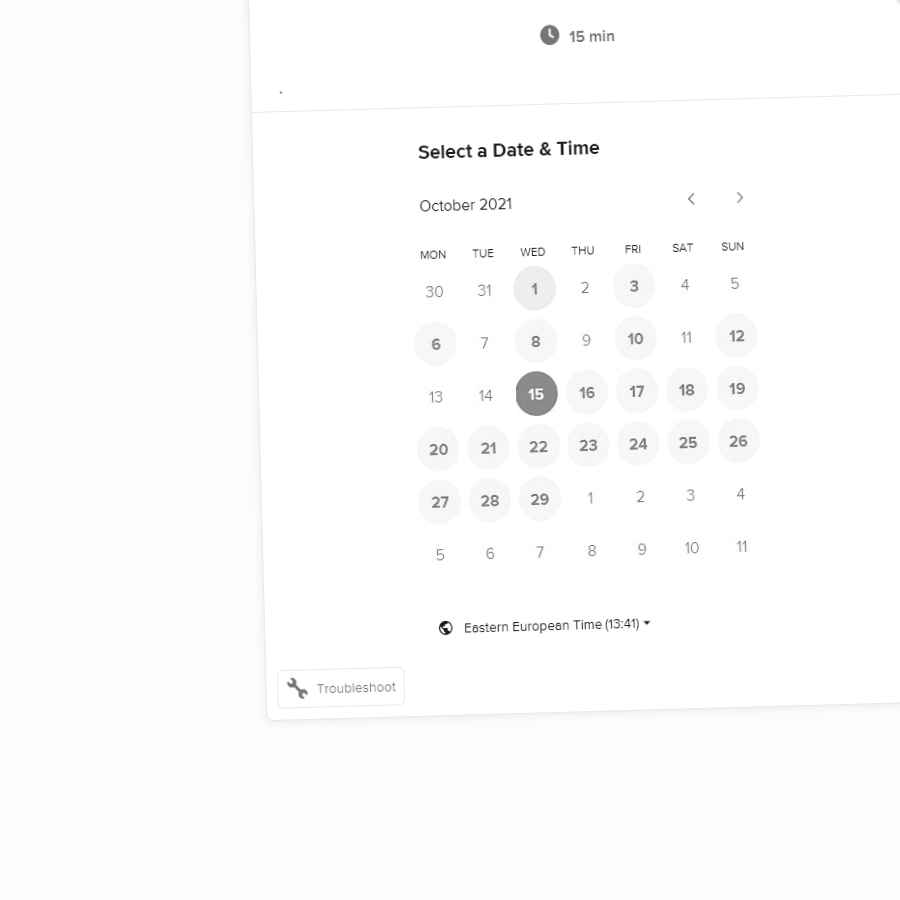 15 min
.
Select a Date & Time
October 2021
MON TUE WED THU FRI SAT SUN
30 31 1 2 3 4 5
6 7 8 9 10 11 12
13 14 15 16 17 18 19
20 21 22 23 24 25 26
27 28 29 1 2 3 4
5 6 7 8 9 10 11
Eastern European Time (13:41)
Troubleshoot